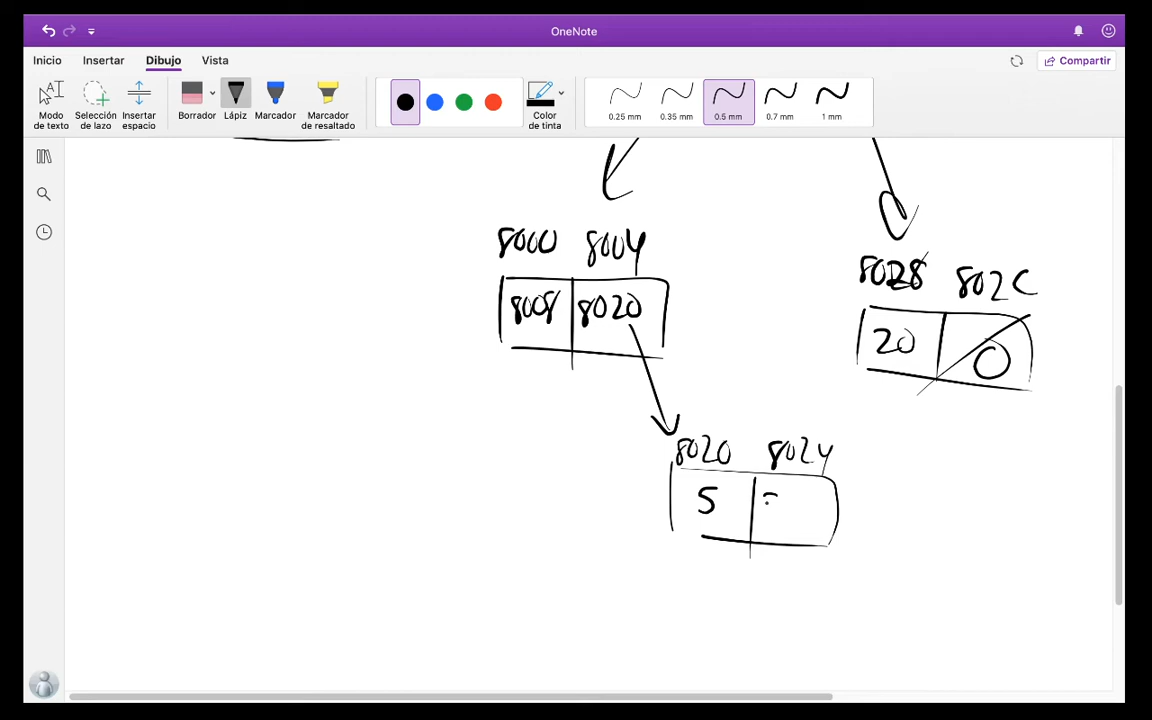 OneNote
Inicio Insertar Dibujo Vista
Compartir
Modo de texto
Selección de lazo
Insertar espacio
Borrador
Lápiz
Marcador
Marcador de resaltado
Color de tinta
0.25 mm 0.35 mm 0.5 mm 0.7 mm 1 mm
8000 8004
8008 8020
8028 802C
20 0
8020 8024
5